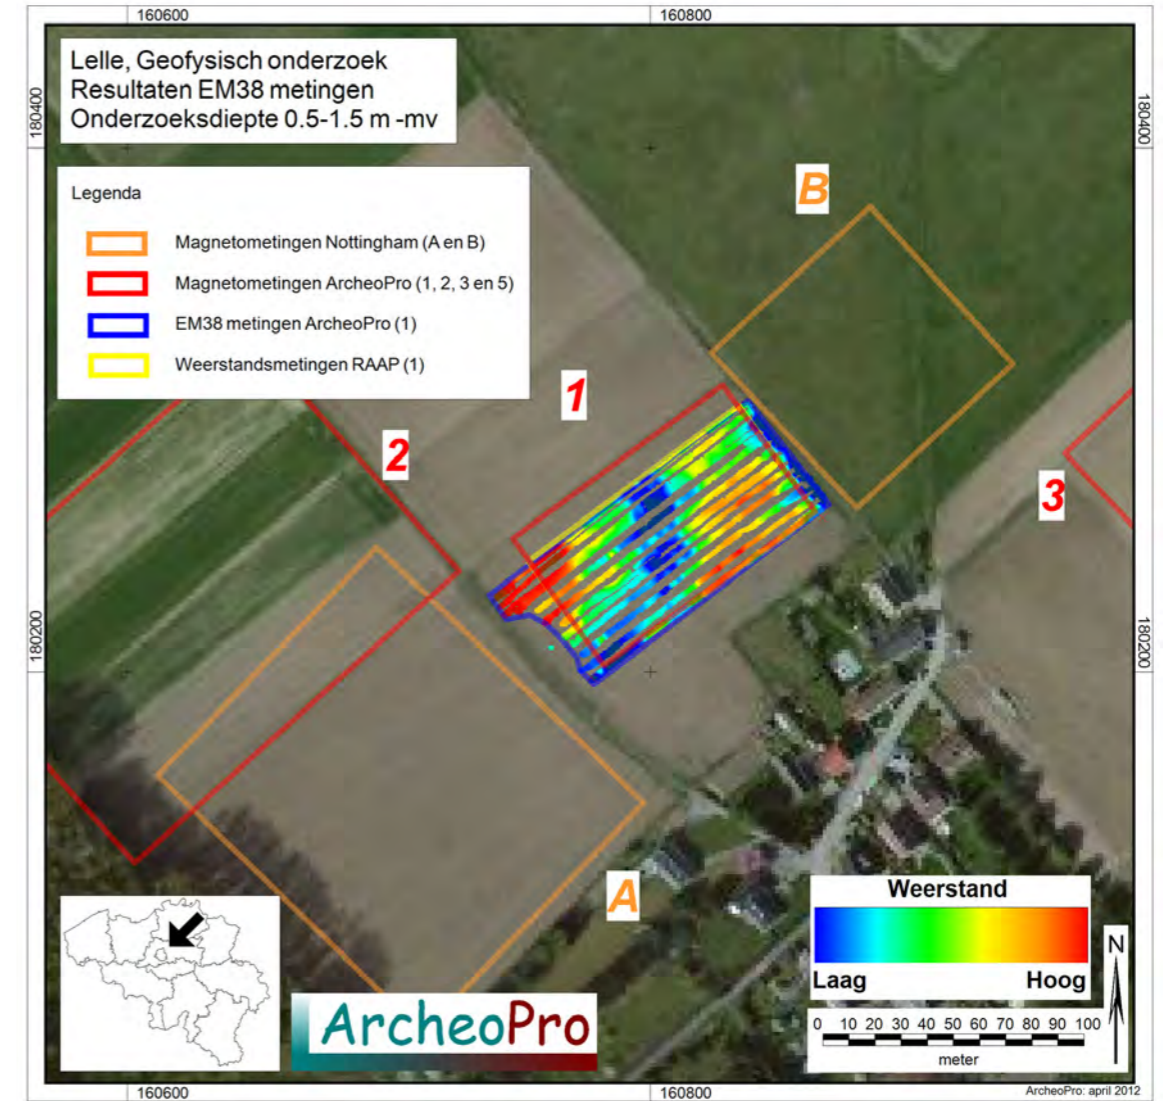 160600
160800
Lelle, Geofysisch onderzoek
Resultaten EM38 metingen
Onderzoeksdiepte 0.5-1.5 m -mv
180400
180400
Legenda
Magnetometingen Nottingham (A en B)
Magnetometingen ArcheoPro (1, 2, 3 en 5)
EM38 metingen ArcheoPro (1)
Weerstandsmetingen RAAP (1)
B
1
2
3
180200
180200
A
Weerstand
Laag Hoog
N
0 10 20 30 40 50 60 70 80 90 100
meter
ArcheoPro
160600
160800
ArcheoPro: april 2012